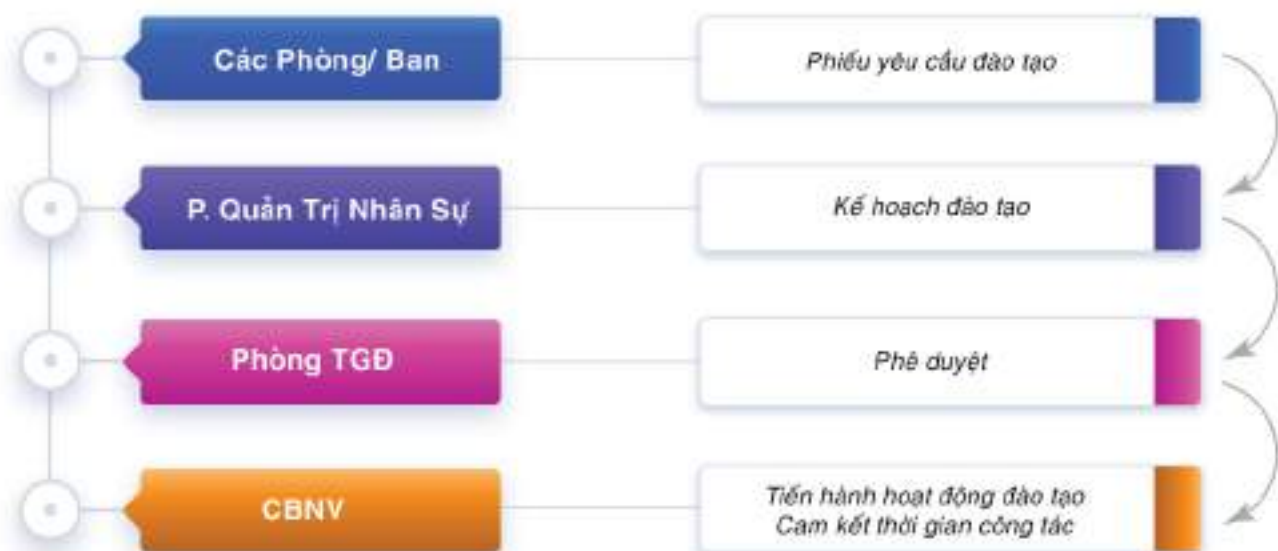 Các Phòng/ Ban
Phiếu yêu cầu đào tạo
P. Quản Trị Nhân Sự
Kế hoạch đào tạo
Phòng TGĐ
Phê duyệt
CBNV
Tiến hành hoạt động đào tạo
Cam kết thời gian công tác